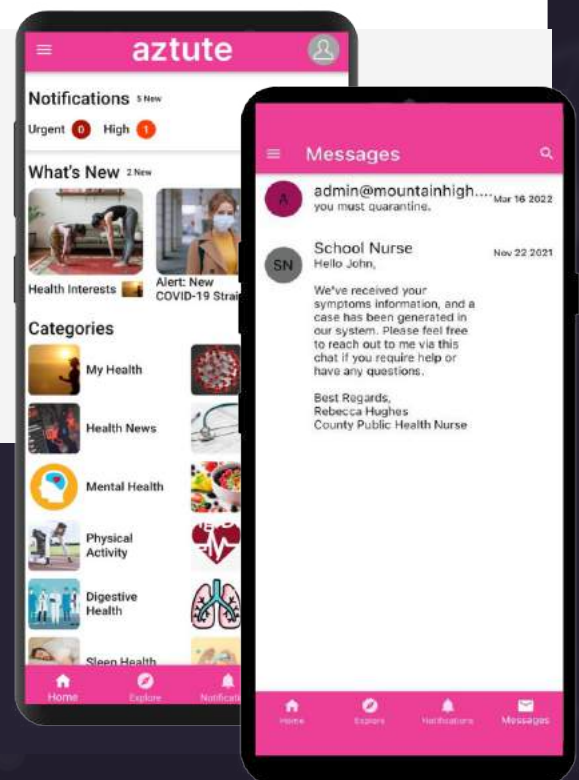 aztute
Notifications 5 New
Urgent 0 High 1
What's New 2 New
Health Interests
Alert: New
COVID-19 Strai
Categories
My Health
Health News
Mental Health
Physical
Activity
Digestive
Health
Sleep Health
Home Explore Notificati
Messages
A
admin@mountainhigh.... Mar 16 2022
you must quarantine.
SN
School Nurse Nov 22 2021
Hello John,
We've received your
symptoms information, and a
case has been generated in
our system. Please feel free
to reach out to me via this
chat if you require help or
have any questions.
Best Regards,
Rebecca Hughes
County Public Health Nurse
Home Explore Notifications Messages